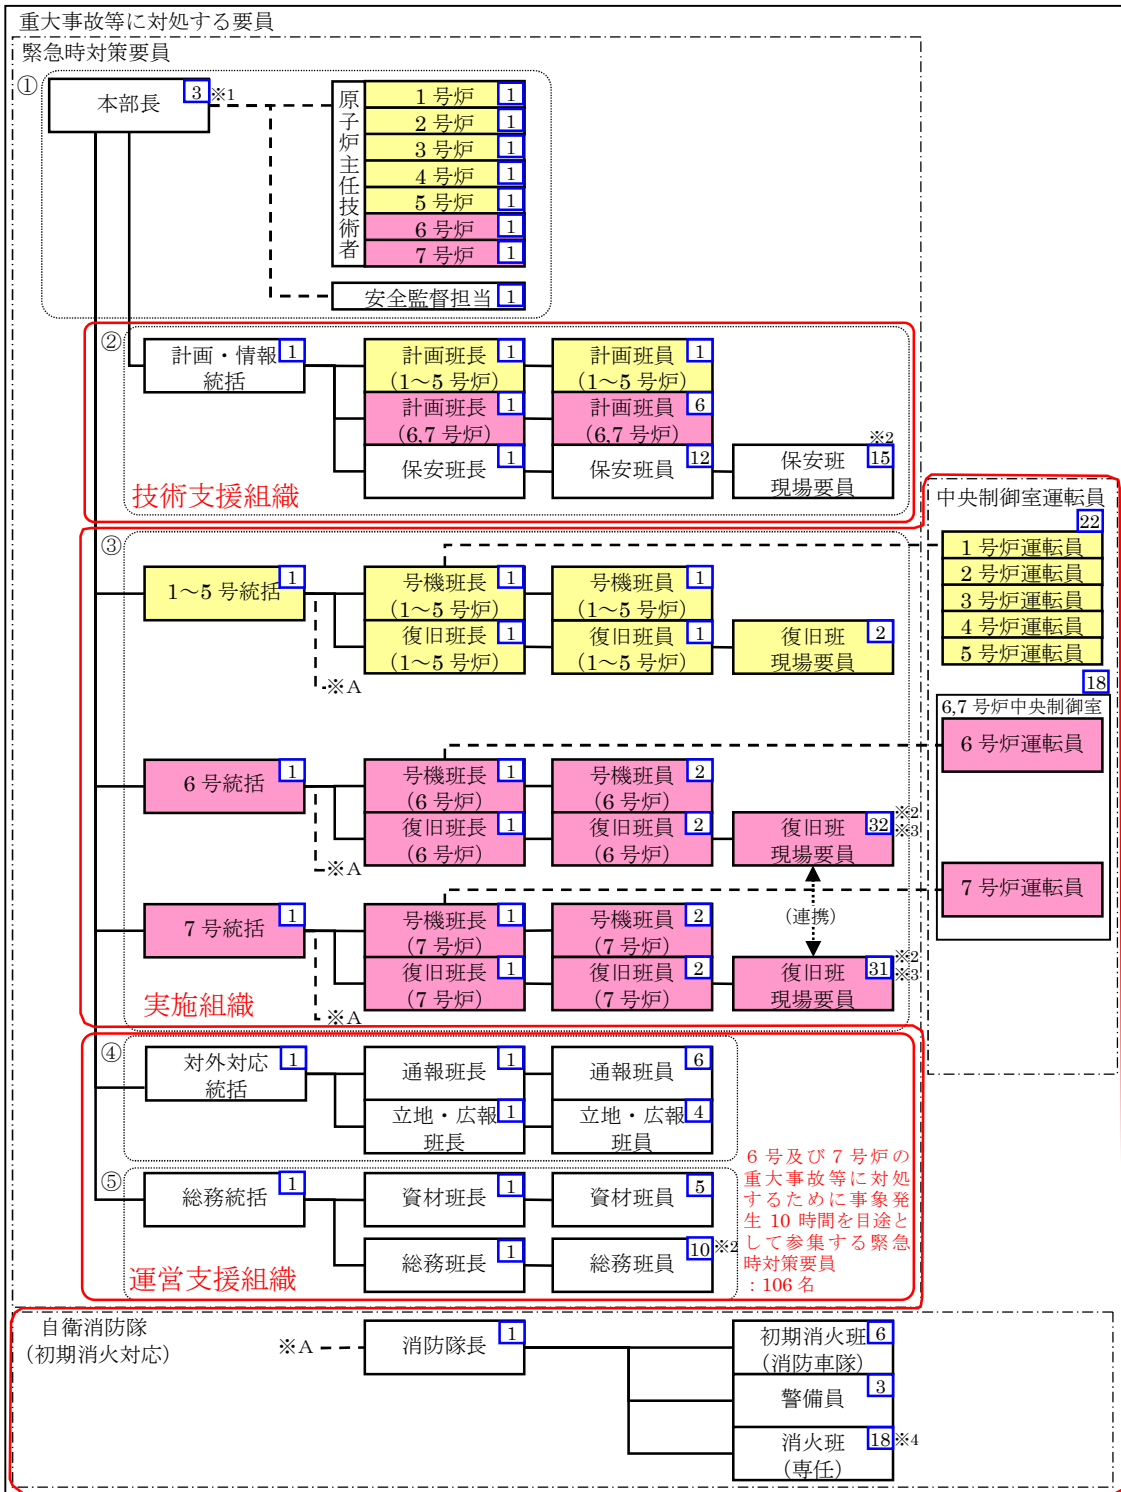 重大事故等に対処する要員
緊急時対策要員
①
本部長
3
※1
原子炉主任技術者
1 号炉
1
2 号炉
1
3 号炉
1
4 号炉
1
5 号炉
1
6 号炉
1
7 号炉
1
安全監督担当
1
②
計画・情報
統括
1
計画班長
(1～5 号炉)
1
計画班員
(1～5 号炉)
1
計画班長
(6,7 号炉)
1
計画班員
(6,7 号炉)
6
保安班長
1
保安班員
12
※2
保安班
現場要員
15
技術支援組織
中央制御室運転員
22
1 号炉運転員
2 号炉運転員
3 号炉運転員
4 号炉運転員
5 号炉運転員
18
6,7 号炉中央制御室
6 号炉運転員
7 号炉運転員
③
1～5 号統括
1
号機班長
(1～5 号炉)
1
号機班員
(1～5 号炉)
1
復旧班長
(1～5 号炉)
1
復旧班員
(1～5 号炉)
1
復旧班
現場要員
2
※A
6 号統括
1
号機班長
(6 号炉)
1
号機班員
(6 号炉)
2
復旧班長
(6 号炉)
1
復旧班員
(6 号炉)
2
復旧班
現場要員
32
※2
※3
※A
(連携)
7 号統括
1
号機班長
(7 号炉)
1
号機班員
(7 号炉)
2
復旧班長
(7 号炉)
1
復旧班員
(7 号炉)
2
復旧班
現場要員
31
※2
※3
※A
実施組織
④
対外対応
統括
1
通報班長
1
通報班員
6
立地・広報
班長
1
立地・広報
班員
4
⑤
総務統括
1
資材班長
1
資材班員
5
総務班長
1
総務班員
10
※2
運営支援組織
6 号及び 7 号炉の
重大事故等に対処
するために事象発
生 10 時間を目途と
して参集する緊急
時対策要員
：106 名
自衛消防隊
(初期消火対応)
※A
消防隊長
1
初期消火班
(消防車隊)
6
警備員
3
消火班
(専任)
18
※4